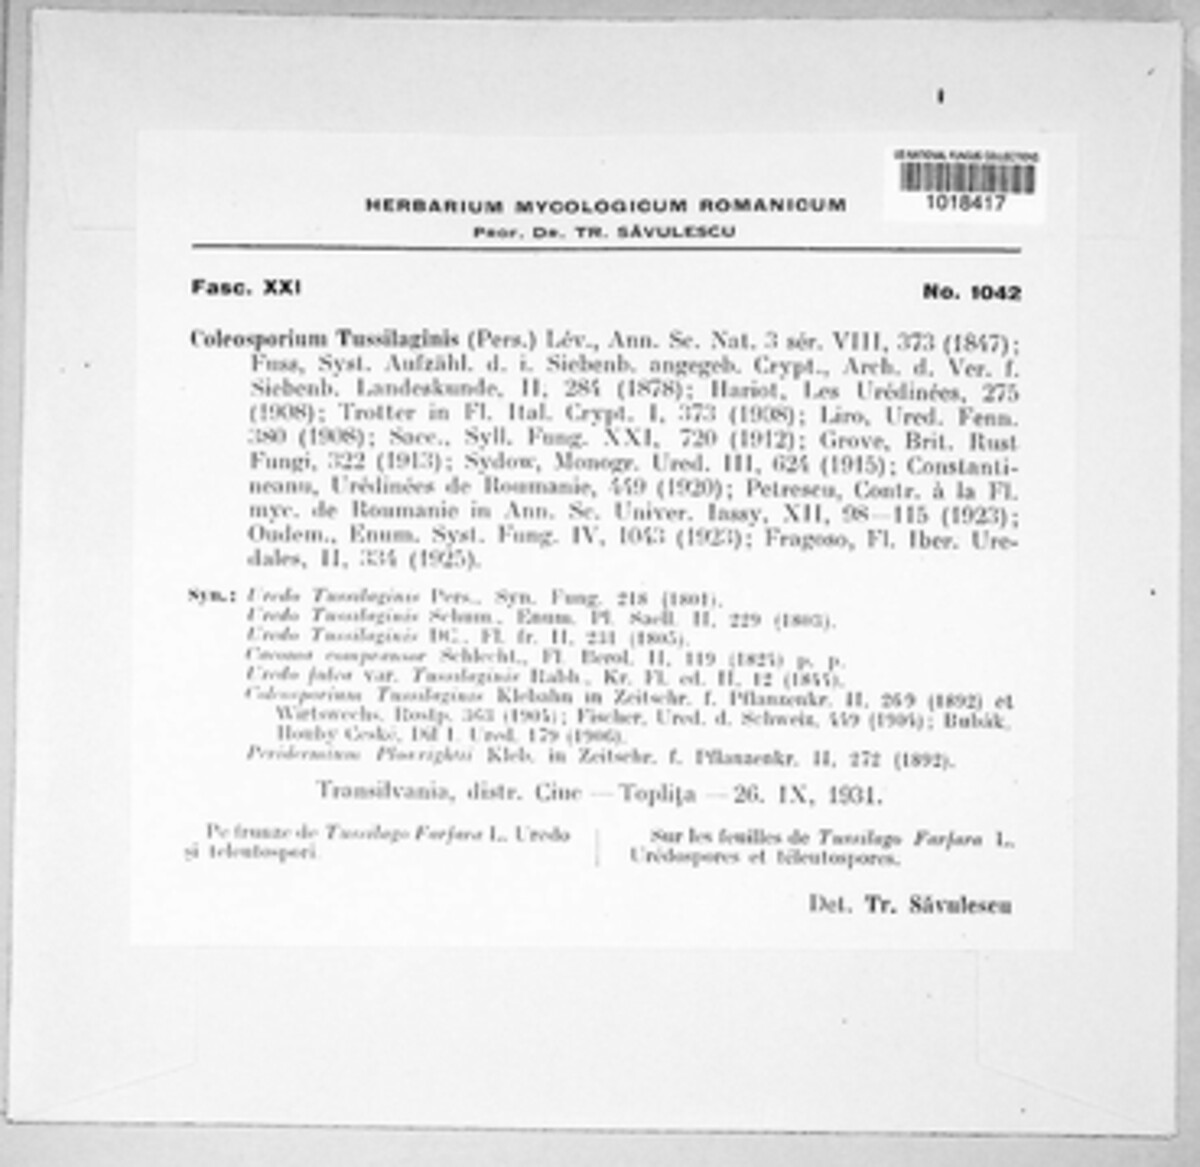 I
US NATIONAL FUNGUS COLLECTIONS
1018417
HERBARIUM MYCOLOGICUM ROMANICUM
PROF. DR. TR. SĂVULESCU
Fasc. XXI
No. 1042
Coleosporium Tussilaginis (Pers.) Lév., Ann. Sc. Nat. 3 sér. VIII, 373 (1847);
Fuss, Syst. Aufzähl. d. i. Siebenb. angegeb. Crypt., Arch. d. Ver. f.
Siebenb. Landeskunde, II, 284 (1878); Hariot, Les Urédinées, 275
(1908); Trotter in Fl. Ital. Crypt. I, 373 (1908); Liro, Ured. Fenn.
380 (1908); Sacc., Syll. Fung. XXI, 720 (1912); Grove, Brit. Rust
Fungi, 322 (1913); Sydow, Monogr. Ured. III, 624 (1915); Constanti-
neanu, Urédinées de Roumanie, 449 (1920); Petrescu, Contr. à la Fl.
myc. de Roumanie in Ann. Sc. Univer. Iassy, XII, 98—115 (1923);
Oudem., Enum. Syst. Fung. IV, 1043 (1923); Fragoso, Fl. Iber. Ure-
dales, II, 334 (1925).
Syn.: Uredo Tussilaginis Pers., Syn. Fung. 218 (1801).
Uredo Tussilaginis Schum., Enum. Pl. Saell. II, 229 (1803).
Uredo Tussilaginis DC., Fl. fr. II, 231 (1805).
Caeoma compransor Schlecht., Fl. Berol. II, 119 (1824) p. p.
Uredo fulva var. Tussilaginis Rabh., Kr. Fl. ed. II, 12 (1844).
Coleosporium Tussilaginis Klebahn in Zeitschr. f. Pflanzenkr. II, 269 (1892) et
Wirtswechs. Rostp. 363 (1904); Fischer, Ured. d. Schweiz, 449 (1904); Bubák,
Houby České, Díl I. Ured. 179 (1906).
Peridermium Plowrightii Kleb. in Zeitschr. f. Pflanzenkr. II, 272 (1892).
Transilvania, distr. Ciuc — Toplița — 26. IX, 1931.
Pe frunze de Tussilago Farfara L. Uredo
și teleutospori.
Sur les feuilles de Tussilago Farfara L.
Urédospores et téleutospores.
Det. Tr. Săvulescu